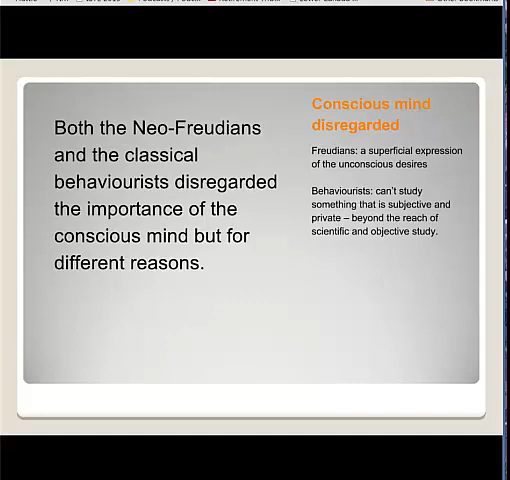 Both the Neo-Freudians
and the classical
behaviourists disregarded
the importance of the
conscious mind but for
different reasons.
Conscious mind
disregarded
Freudians: a superficial expression
of the unconscious desires
Behaviourists: can't study
something that is subjective and
private – beyond the reach of
scientific and objective study.